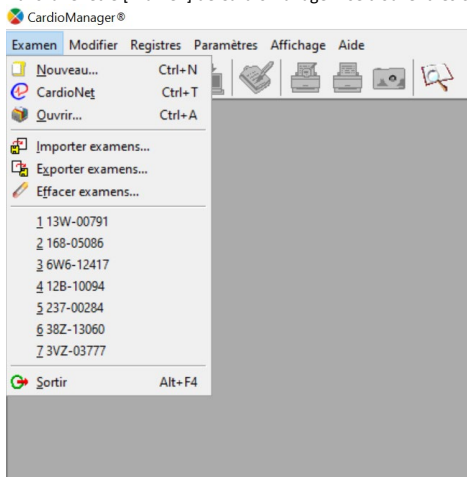 CardioManager®
Examen Modifier Registres Paramètres Affichage Aide
Nouveau... Ctrl+N
CardioNet Ctrl+T
Ouvrir... Ctrl+A
Importer examens...
Exporter examens...
Effacer examens...
1 13W-00791
2 168-05086
3 6W6-12417
4 12B-10094
5 237-00284
6 38Z-13060
7 3VZ-03777
Sortir Alt+F4